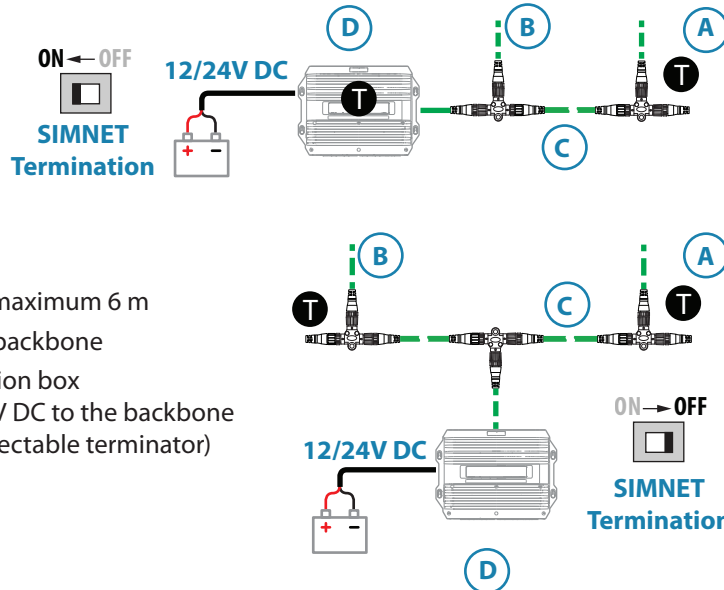 D
B
A
ON OFF
12/24V DC
T
T
SIMNET
Termination
+ −
C
B
A
maximum 6 m
T
C
T
backbone
ion box
V DC to the backbone
ectable terminator)
ON OFF
12/24V DC
SIMNET
Termination
+ −
D